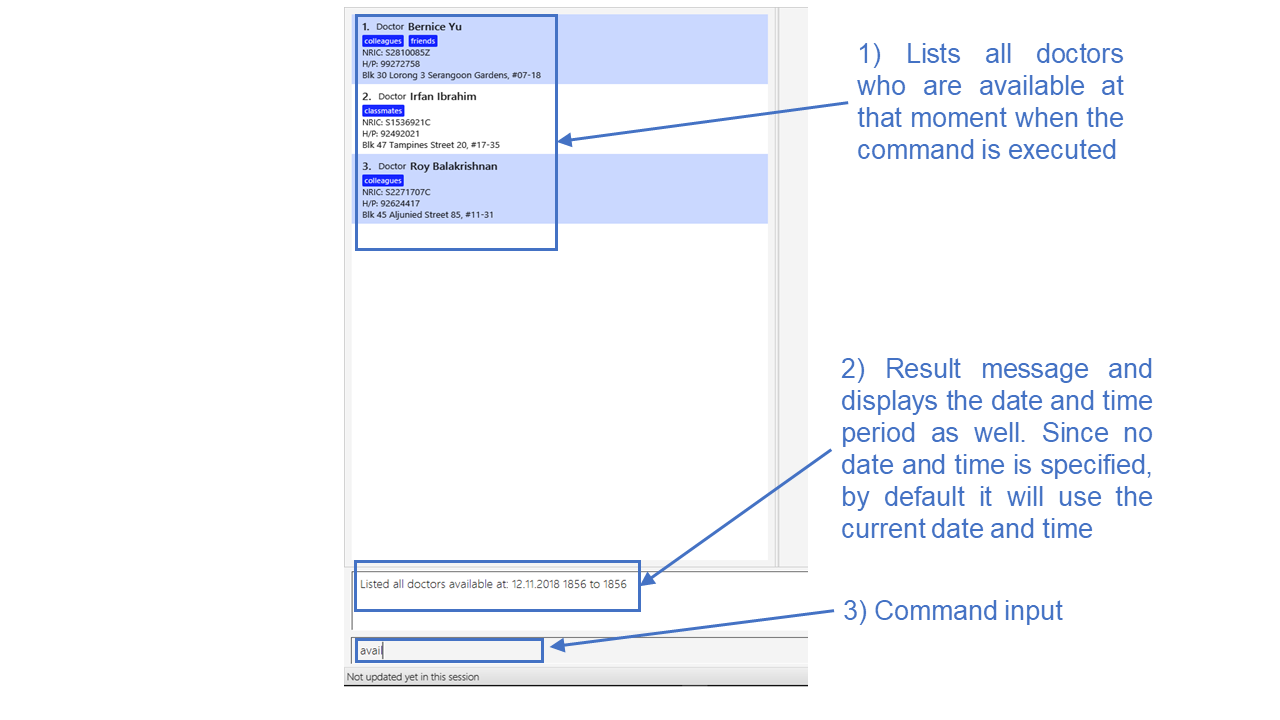 1. Doctor Bernice Yu
colleagues friends
NRIC: S2810085Z
H/P: 99272758
Blk 30 Lorong 3 Serangoon Gardens, #07-18
2. Doctor Irfan Ibrahim
classmates
NRIC: S1536921C
H/P: 92492021
Blk 47 Tampines Street 20, #17-35
3. Doctor Roy Balakrishnan
colleagues
NRIC: S2271707C
H/P: 92624417
Blk 45 Aljunied Street 85, #11-31
1) Lists all doctors
who are available at
that moment when the
command is executed
2) Result message and
displays the date and time
period as well. Since no
date and time is specified,
by default it will use the
current date and time
Listed all doctors available at: 12.11.2018 1856 to 1856
3) Command input
avail
Not updated yet in this session